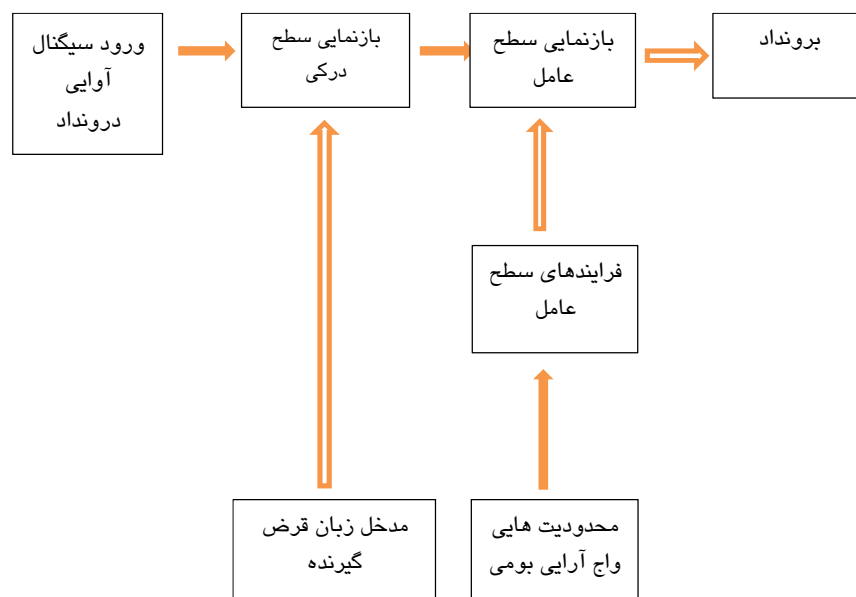 ورود سیگنال
آوایی
درونداد
بازنمایی سطح
درکی
بازنمایی سطح
عامل
برونداد
فرایندهای سطح
عامل
مدخل زبان قرض
گیرنده
محدودیت هایی
واج آرایی بومی